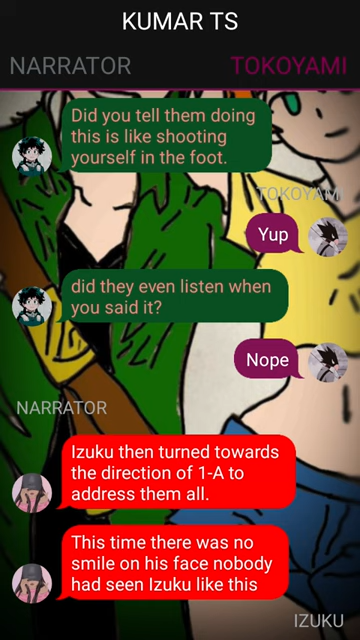 KUMAR TS
NARRATOR TOKOYAMI
Did you tell them doing
this is like shooting
yourself in the foot.
TOKOYAMI
Yup
did they even listen when
you said it?
Nope
NARRATOR
Izuku then turned towards
the direction of 1-A to
address them all.
This time there was no
smile on his face nobody
had seen Izuku like this
IZUKU